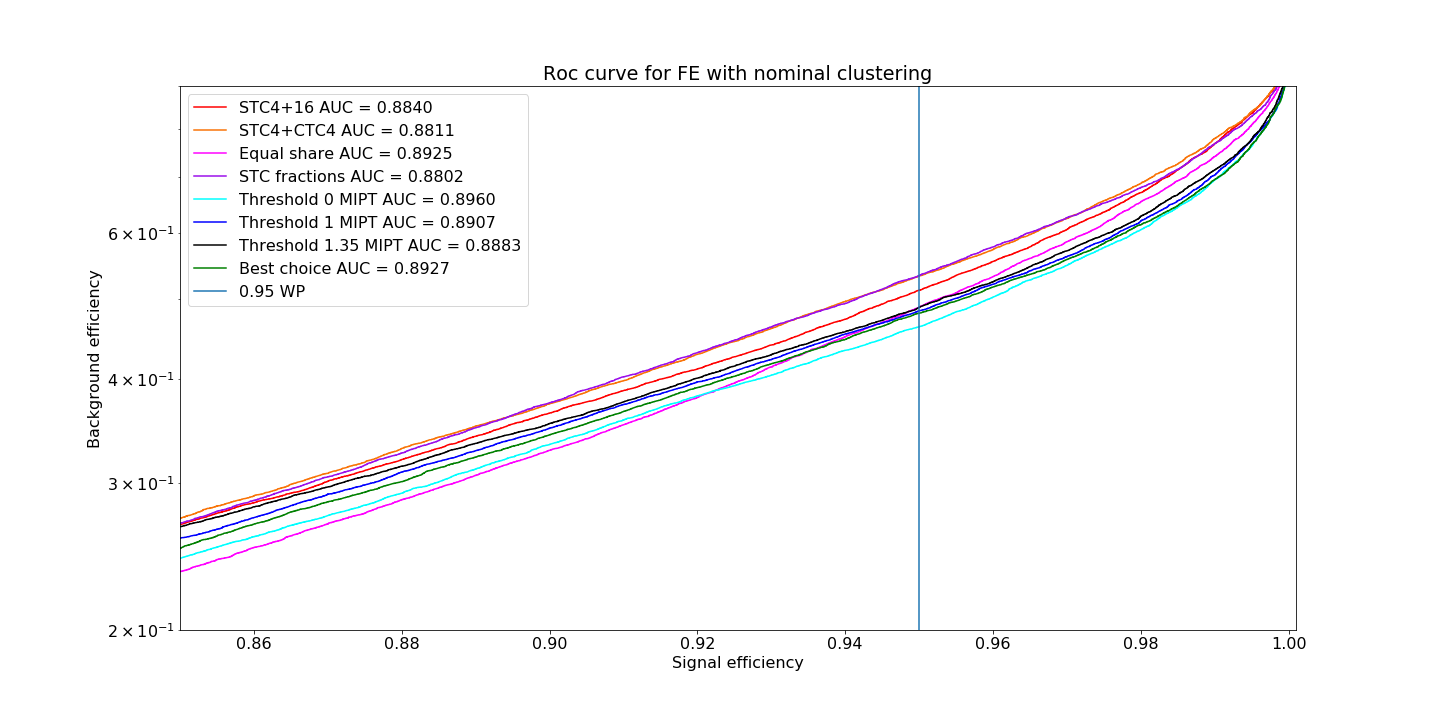 Roc curve for FE with nominal clustering
STC4+16 AUC = 0.8840
STC4+CTC4 AUC = 0.8811
Equal share AUC = 0.8925
STC fractions AUC = 0.8802
Threshold 0 MIPT AUC = 0.8960
Threshold 1 MIPT AUC = 0.8907
Threshold 1.35 MIPT AUC = 0.8883
Best choice AUC = 0.8927
0.95 WP
Background efficiency
6 × 10⁻¹
4 × 10⁻¹
3 × 10⁻¹
2 × 10⁻¹
0.86 0.88 0.90 0.92 0.94 0.96 0.98 1.00
Signal efficiency